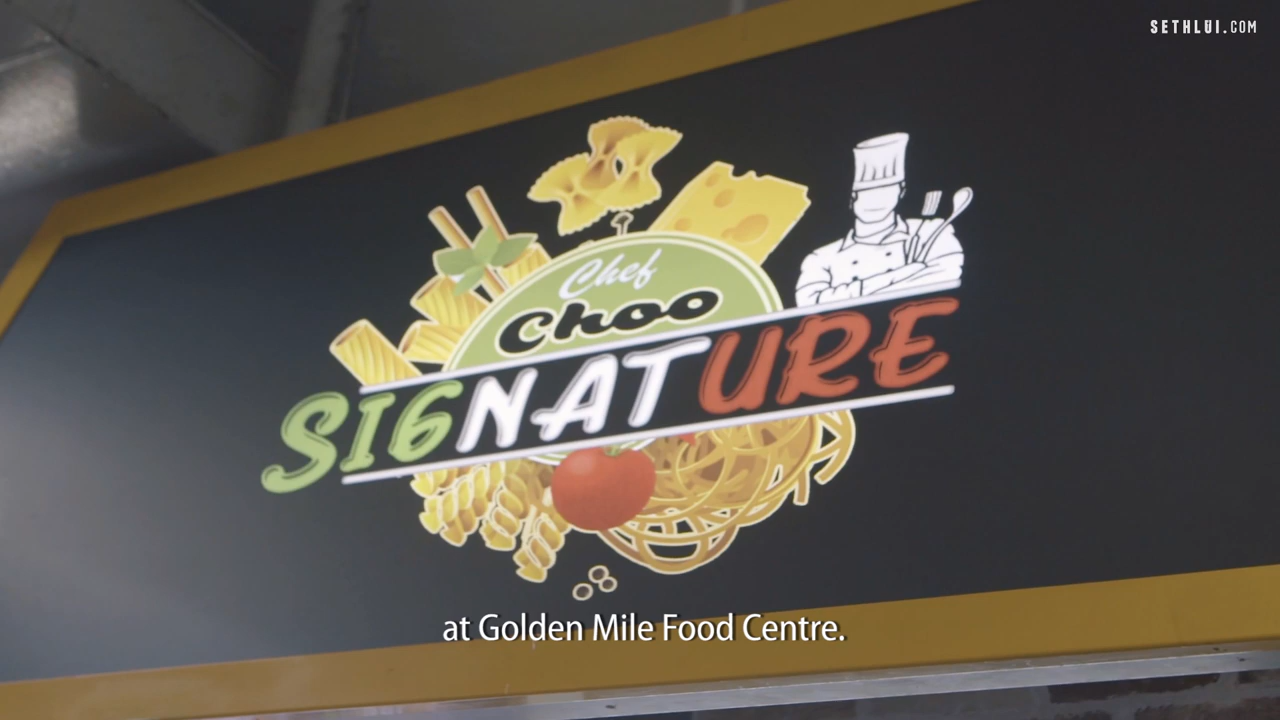 SETHLUI.COM
Chef
Choo
SIGNATURE
at Golden Mile Food Centre.